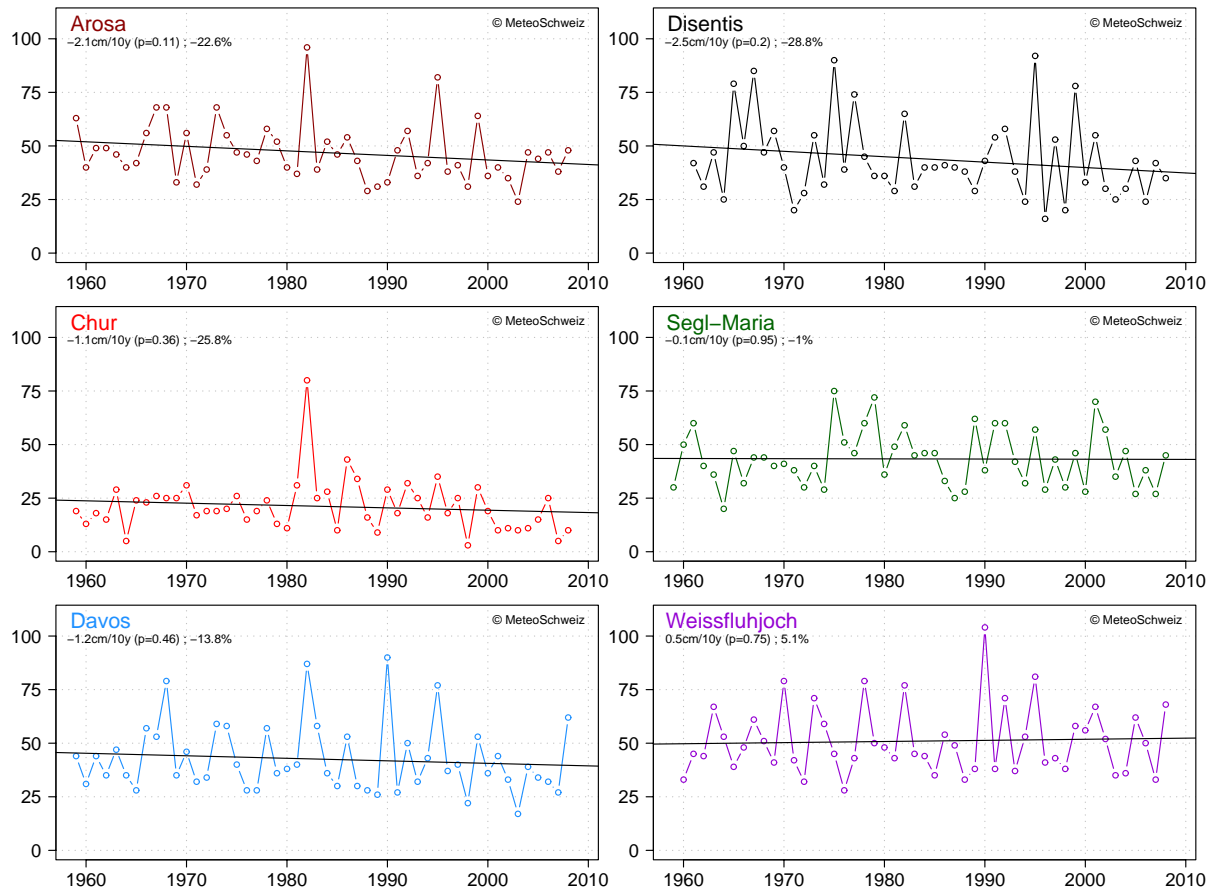 Arosa
© MeteoSchweiz
−2.1cm/10y (p=0.11) ; −22.6%
100
75
50
25
0
1960 1970 1980 1990 2000 2010
Disentis
© MeteoSchweiz
−2.5cm/10y (p=0.2) ; −28.8%
100
75
50
25
0
1960 1970 1980 1990 2000 2010
Chur
© MeteoSchweiz
−1.1cm/10y (p=0.36) ; −25.8%
100
75
50
25
0
1960 1970 1980 1990 2000 2010
Segl−Maria
© MeteoSchweiz
−0.1cm/10y (p=0.95) ; −1%
100
75
50
25
0
1960 1970 1980 1990 2000 2010
Davos
© MeteoSchweiz
−1.2cm/10y (p=0.46) ; −13.8%
100
75
50
25
0
1960 1970 1980 1990 2000 2010
Weissfluhjoch
© MeteoSchweiz
0.5cm/10y (p=0.75) ; 5.1%
100
75
50
25
0
1960 1970 1980 1990 2000 2010